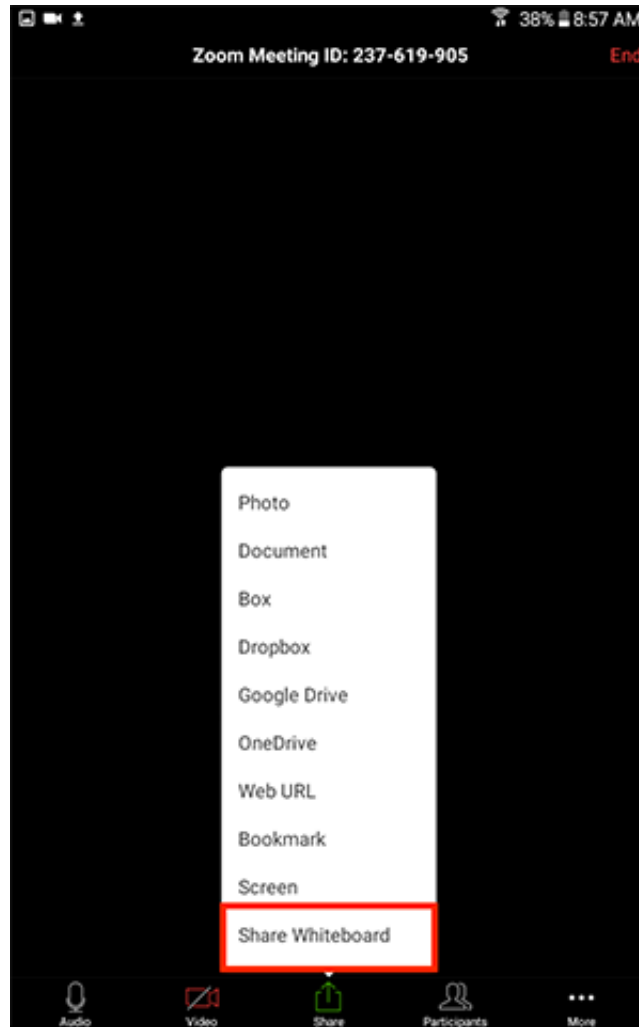 38% 8:57 AM
Zoom Meeting ID: 237-619-905 End
Photo
Document
Box
Dropbox
Google Drive
OneDrive
Web URL
Bookmark
Screen
Share Whiteboard
Audio Video Share Participants More